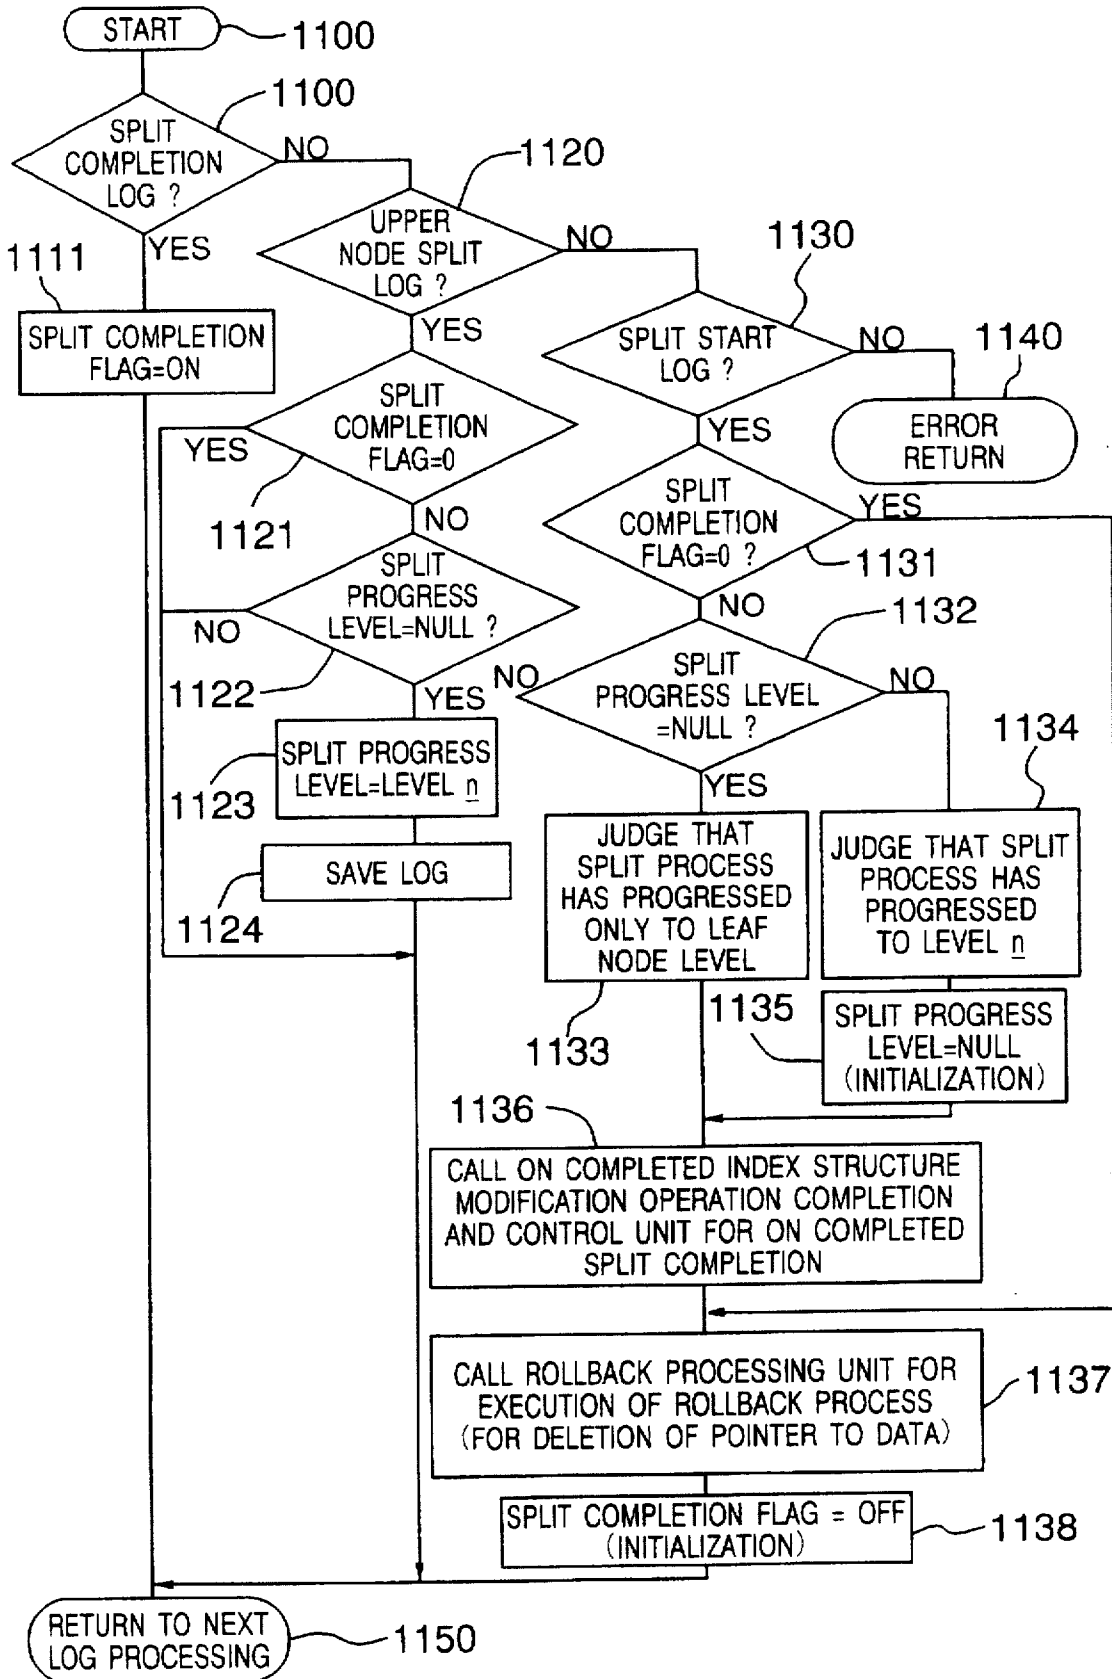 START
1100
1100
SPLIT
COMPLETION
LOG ?
NO
YES
1120
UPPER
NODE SPLIT
LOG ?
NO
YES
1111
SPLIT COMPLETION
FLAG=ON
1130
SPLIT START
LOG ?
NO
YES
1140
ERROR
RETURN
SPLIT
COMPLETION
FLAG=0
YES
1121
NO
SPLIT
COMPLETION
FLAG=0 ?
YES
1131
NO
SPLIT
PROGRESS
LEVEL=NULL ?
NO
1122
YES
1132
SPLIT
PROGRESS LEVEL
=NULL ?
NO
NO
YES
SPLIT PROGRESS
LEVEL=LEVEL n
1123
SAVE LOG
1124
JUDGE THAT
SPLIT PROCESS
HAS PROGRESSED
ONLY TO LEAF
NODE LEVEL
1133
1134
JUDGE THAT SPLIT
PROCESS HAS
PROGRESSED
TO LEVEL n
1135
SPLIT PROGRESS
LEVEL=NULL
(INITIALIZATION)
1136
CALL ON COMPLETED INDEX STRUCTURE
MODIFICATION OPERATION COMPLETION
AND CONTROL UNIT FOR ON COMPLETED
SPLIT COMPLETION
CALL ROLLBACK PROCESSING UNIT FOR
EXECUTION OF ROLLBACK PROCESS
(FOR DELETION OF POINTER TO DATA)
1137
SPLIT COMPLETION FLAG = OFF
(INITIALIZATION)
1138
RETURN TO NEXT
LOG PROCESSING
1150